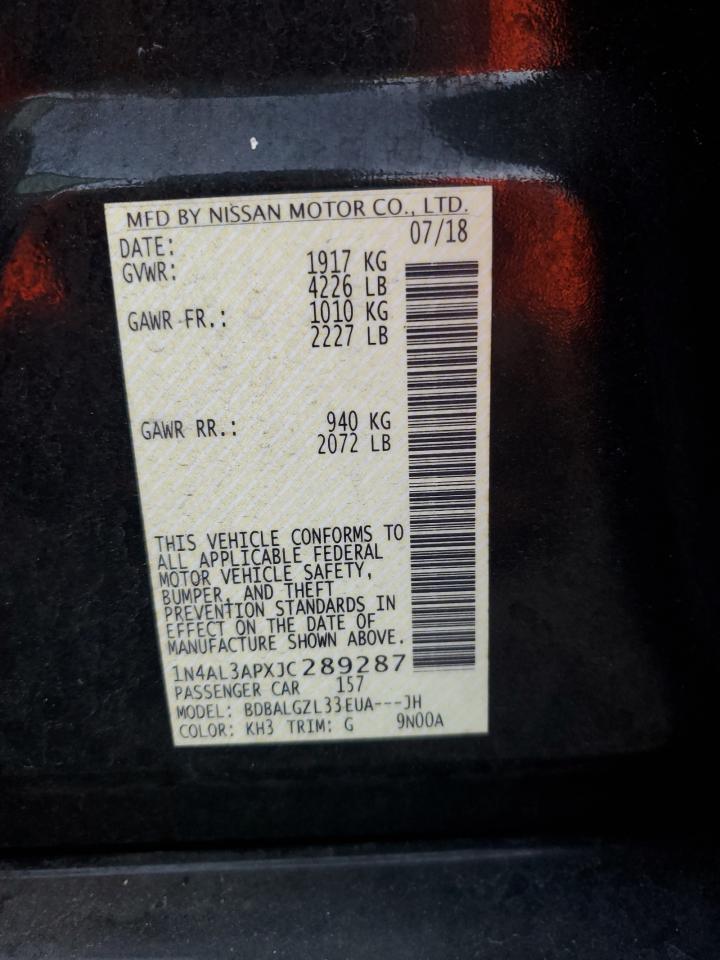 MFD BY NISSAN MOTOR CO., LTD.
DATE: 07/18
GVWR: 1917 KG
4226 LB
GAWR FR.: 1010 KG
2227 LB
GAWR RR.: 940 KG
2072 LB
THIS VEHICLE CONFORMS TO
ALL APPLICABLE FEDERAL
MOTOR VEHICLE SAFETY,
BUMPER, AND THEFT
PREVENTION STANDARDS IN
EFFECT ON THE DATE OF
MANUFACTURE SHOWN ABOVE.
1N4AL3APXJC289287
PASSENGER CAR 157
MODEL: BDBALGZL33EUA---JH
COLOR: KH3 TRIM: G 9N00A